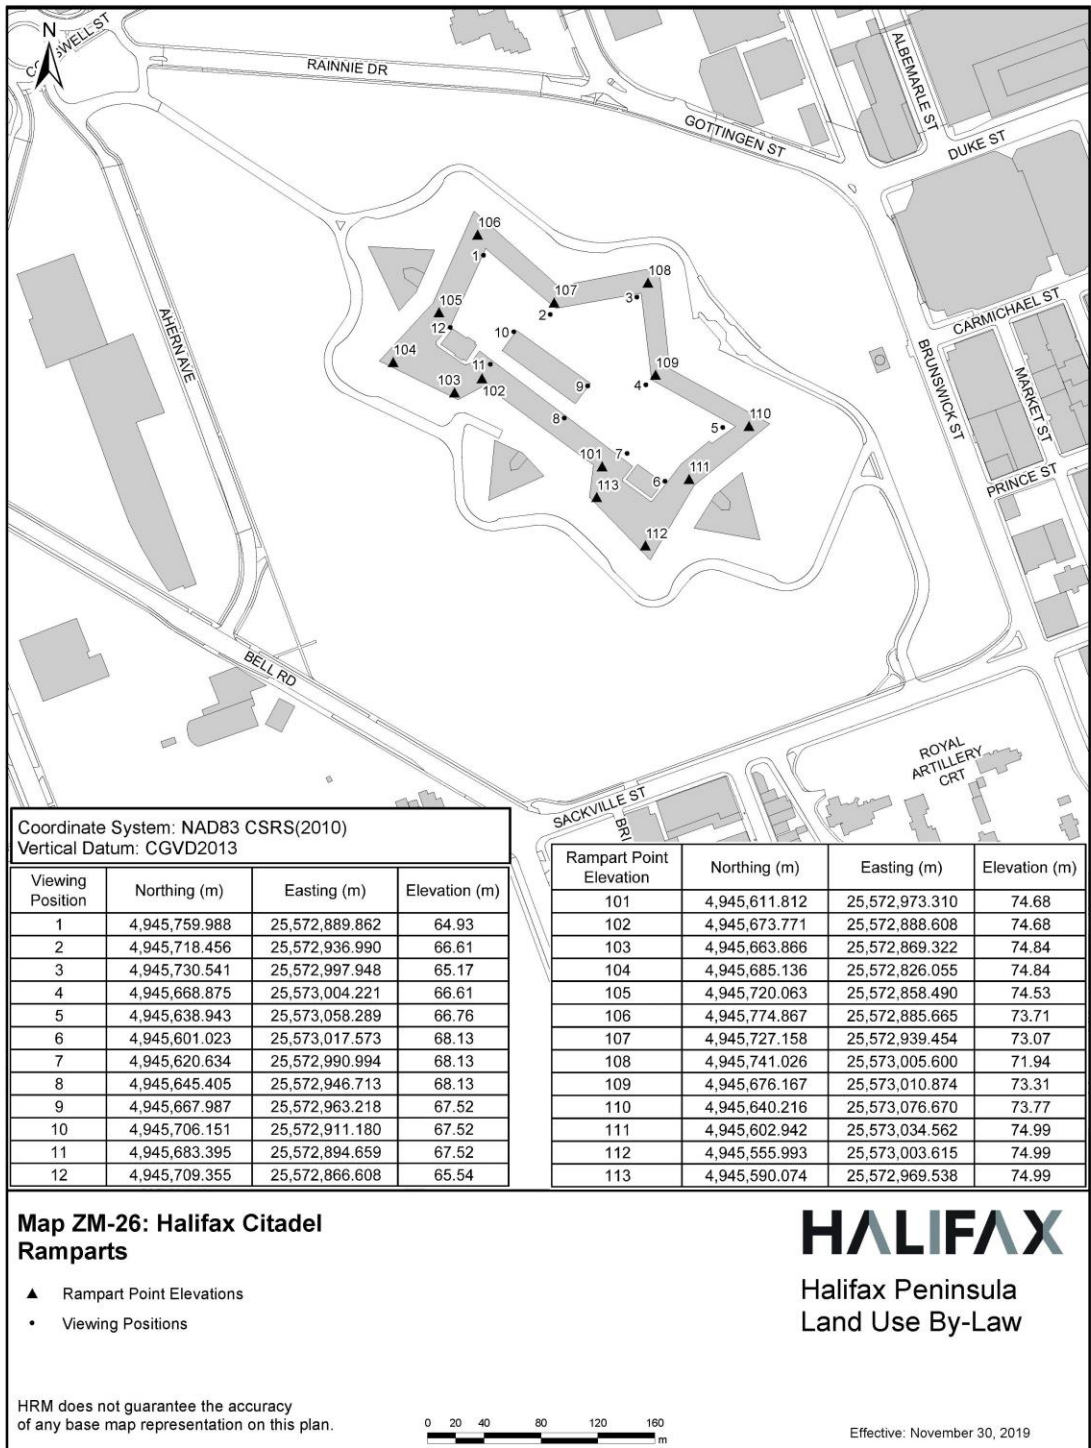 N
COGSWELL ST
RAINNIE DR
ALBEMARLE ST
GOTTINGEN ST
DUKE ST
AHERN AVE
CARMICHAEL ST
BRUNSWICK ST
MARKET ST
PRINCE ST
BELL RD
SACKVILLE ST
BRI
ROYAL
ARTILLERY
CRT
106
1
108
105
107
3
2
12
10
104
11
109
103
102
4
9
110
8
5
101
7
111
113
6
112
Coordinate System: NAD83 CSRS(2010)
Vertical Datum: CGVD2013
Viewing Position Northing (m) Easting (m) Elevation (m)
1 4,945,759.988 25,572,889.862 64.93
2 4,945,718.456 25,572,936.990 66.61
3 4,945,730.541 25,572,997.948 65.17
4 4,945,668.875 25,573,004.221 66.61
5 4,945,638.943 25,573,058.289 66.76
6 4,945,601.023 25,573,017.573 68.13
7 4,945,620.634 25,572,990.994 68.13
8 4,945,645.405 25,572,946.713 68.13
9 4,945,667.987 25,572,963.218 67.52
10 4,945,706.151 25,572,911.180 67.52
11 4,945,683.395 25,572,894.659 67.52
12 4,945,709.355 25,572,866.608 65.54
Rampart Point Elevation Northing (m) Easting (m) Elevation (m)
101 4,945,611.812 25,572,973.310 74.68
102 4,945,673.771 25,572,888.608 74.68
103 4,945,663.866 25,572,869.322 74.84
104 4,945,685.136 25,572,826.055 74.84
105 4,945,720.063 25,572,858.490 74.53
106 4,945,774.867 25,572,885.665 73.71
107 4,945,727.158 25,572,939.454 73.07
108 4,945,741.026 25,573,005.600 71.94
109 4,945,676.167 25,573,010.874 73.31
110 4,945,640.216 25,573,076.670 73.77
111 4,945,602.942 25,573,034.562 74.99
112 4,945,555.993 25,573,003.615 74.99
113 4,945,590.074 25,572,969.538 74.99
Map ZM-26: Halifax Citadel
Ramparts
Rampart Point Elevations
Viewing Positions
HALIFAX
Halifax Peninsula
Land Use By-Law
HRM does not guarantee the accuracy
of any base map representation on this plan.
0 20 40 80 120 160
m
Effective: November 30, 2019